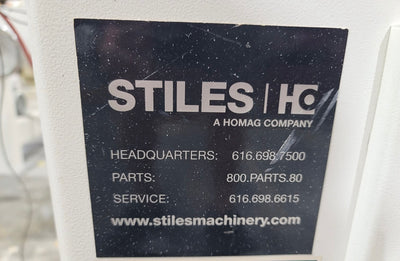 STILES | HC
A HOMAG COMPANY
HEADQUARTERS: 616.698.7500
PARTS: 800.PARTS.80
SERVICE: 616.698.6615
www.stilesmachinery.com